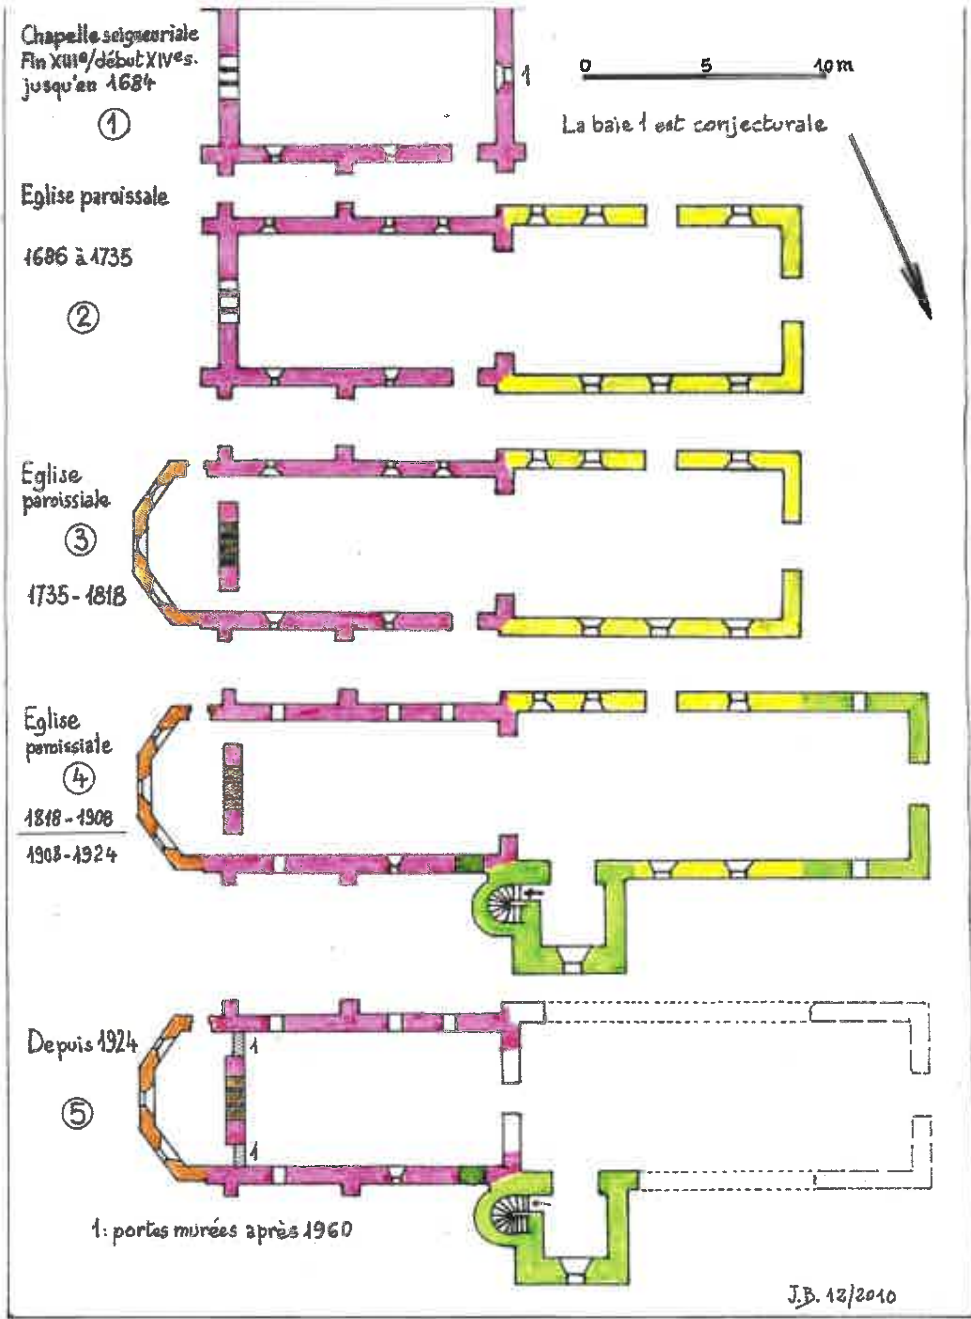 Chapelle seigneuriale
Fin XIIIe/début XIVes.
jusqu'en 1684
1
1
0 5 10m
La baie 1 est conjecturale
Eglise paroissale
1686 à 1735
2
Eglise
paroissiale
3
1735-1818
Eglise
paroissiale
4
1818-1908
1908-1924
Depuis 1924
5
1
1
1: portes murées après 1960
J.B. 12/2010